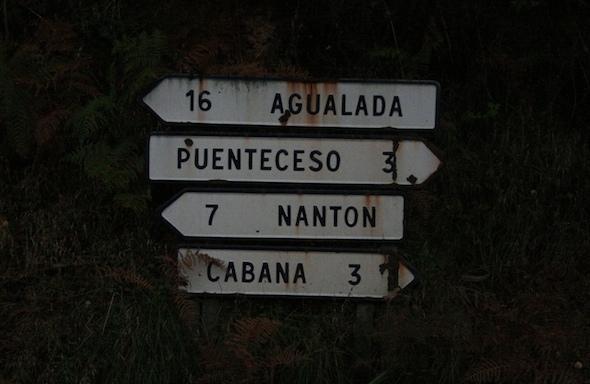 16 AGUALADA
PUENTECESO 3
7 NANTON
CABANA 3